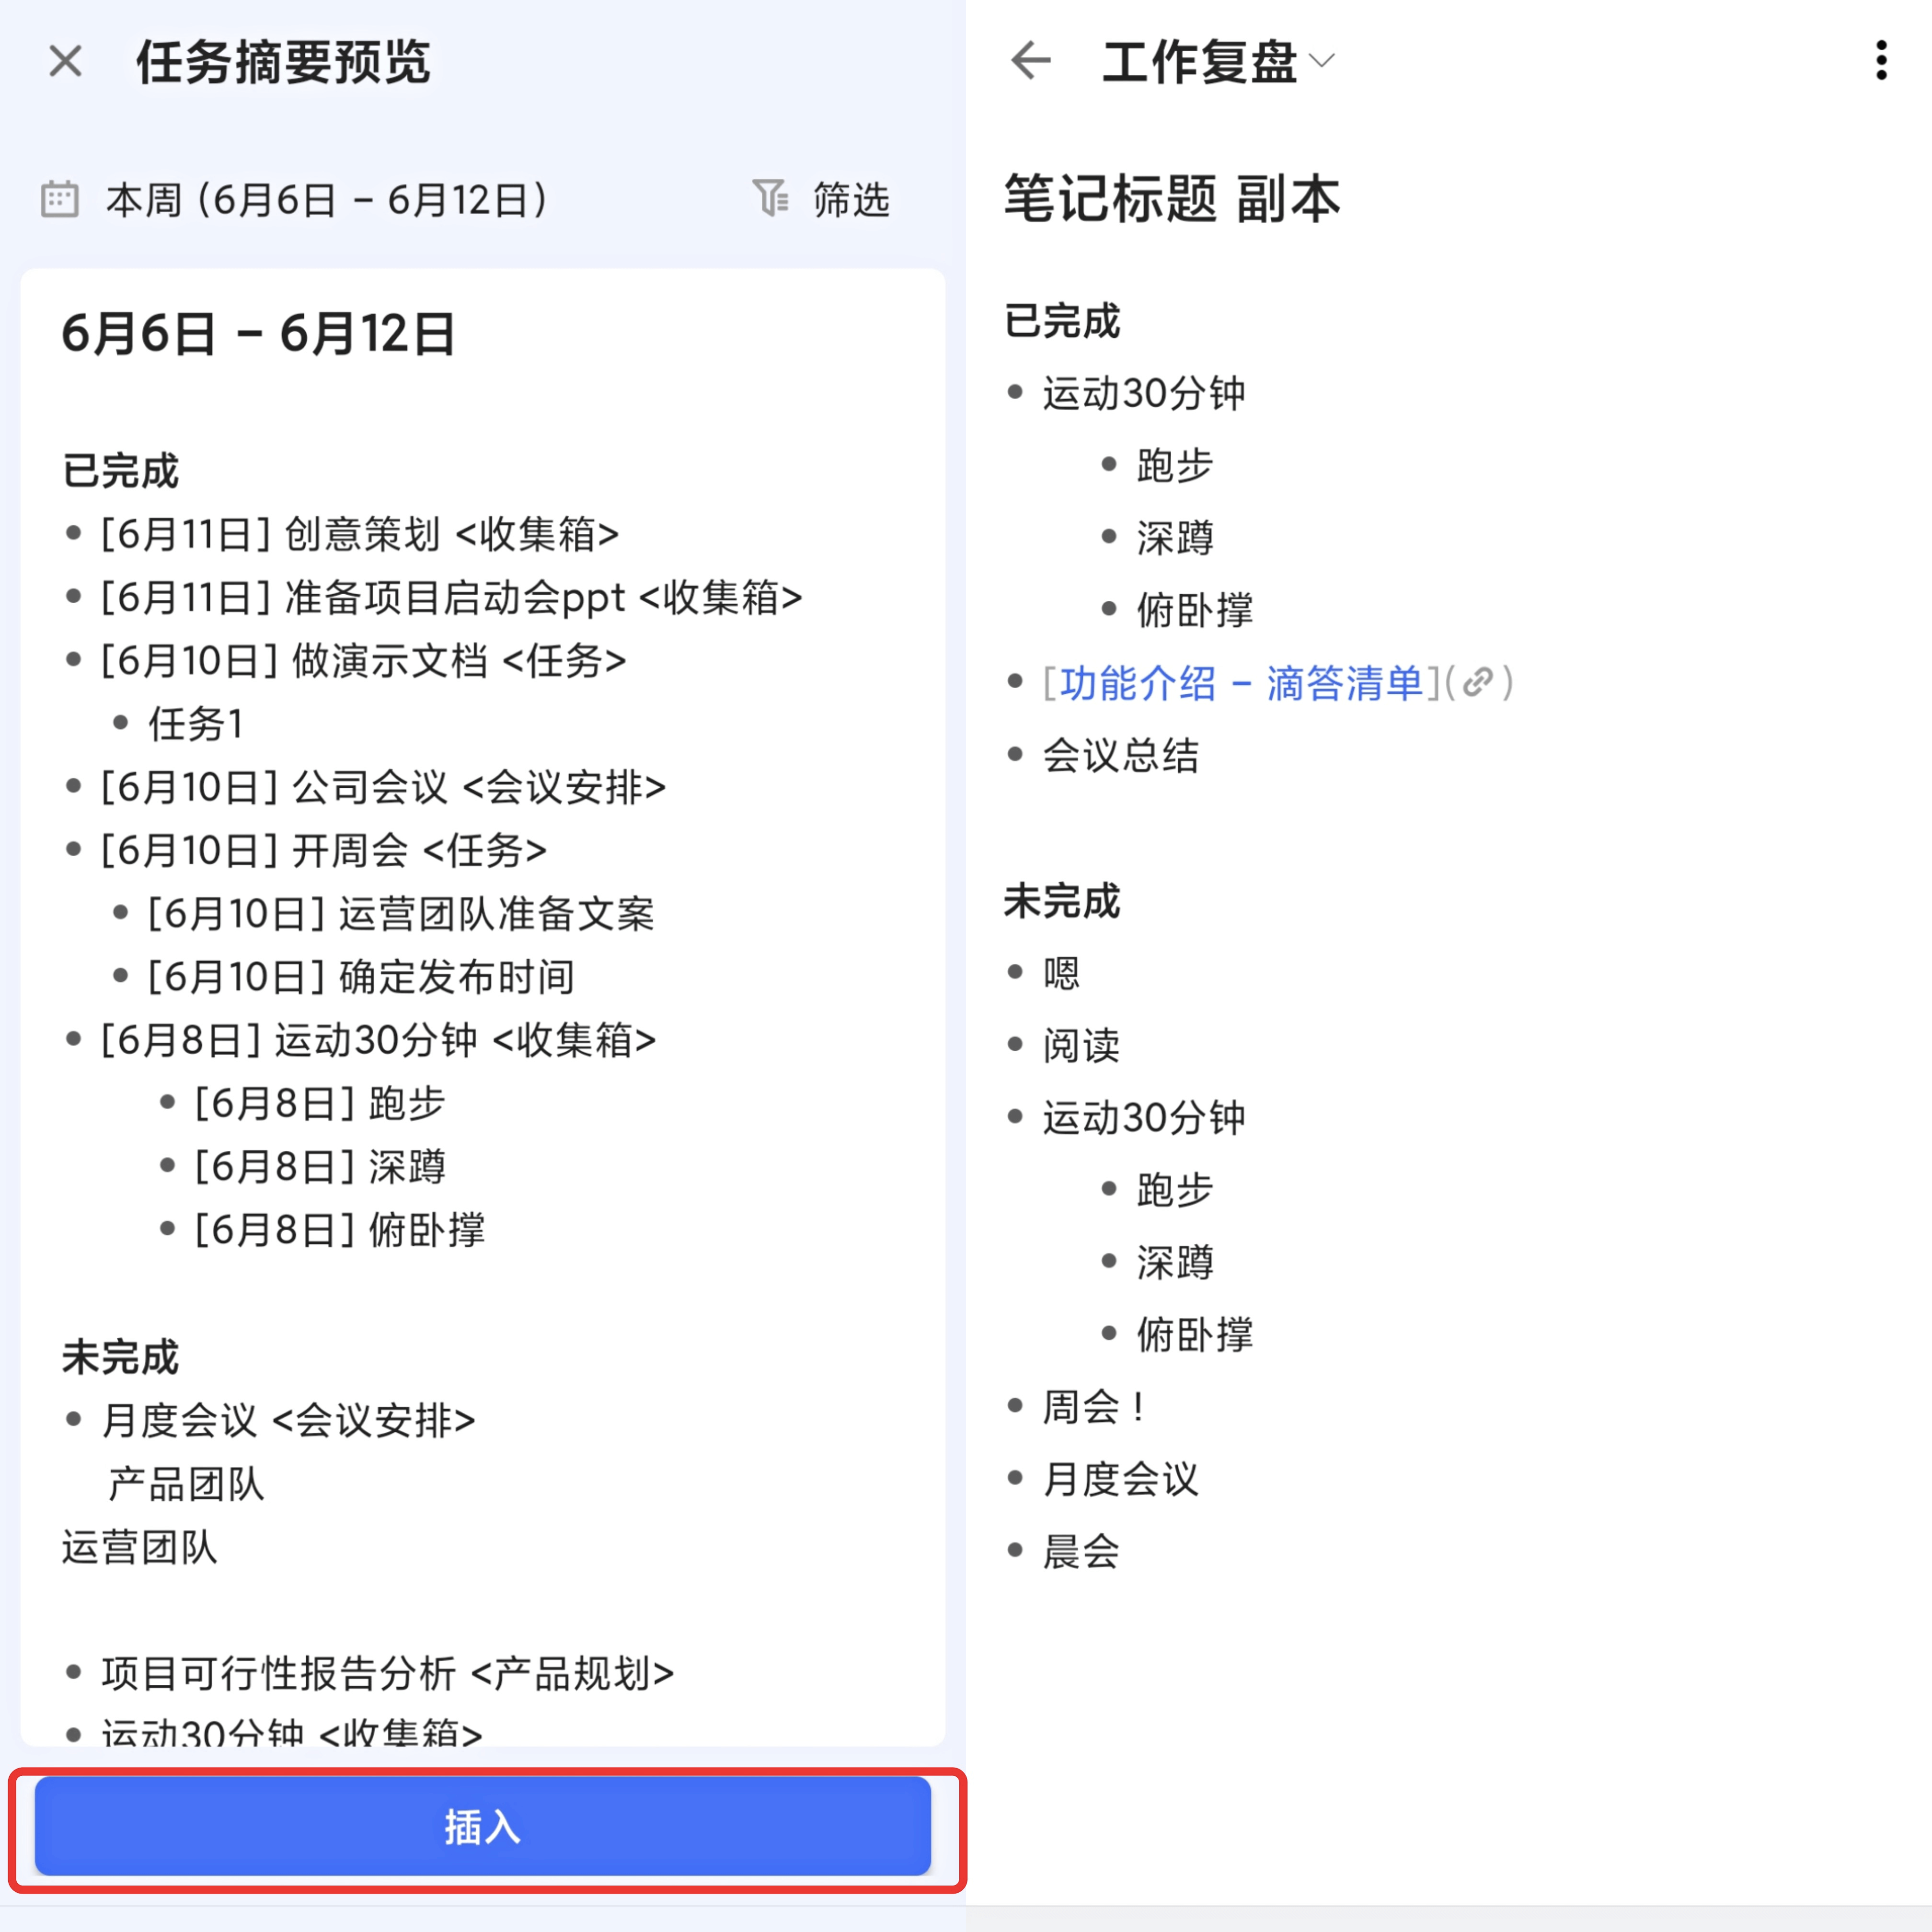 任务摘要预览
本周 (6月6日 - 6月12日)
筛选
6月6日 - 6月12日
已完成
[6月11日] 创意策划 <收集箱>
[6月11日] 准备项目启动会ppt <收集箱>
[6月10日] 做演示文档 <任务>
任务1
[6月10日] 公司会议 <会议安排>
[6月10日] 开周会 <任务>
[6月10日] 运营团队准备文案
[6月10日] 确定发布时间
[6月8日] 运动30分钟 <收集箱>
[6月8日] 跑步
[6月8日] 深蹲
[6月8日] 俯卧撑
未完成
月度会议 <会议安排>
产品团队
运营团队
项目可行性报告分析 <产品规划>
运动30分钟 <收集箱>
插入
工作复盘
笔记标题 副本
已完成
运动30分钟
跑步
深蹲
俯卧撑
[功能介绍 - 滴答清单]()
会议总结
未完成
嗯
阅读
运动30分钟
跑步
深蹲
俯卧撑
周会！
月度会议
晨会